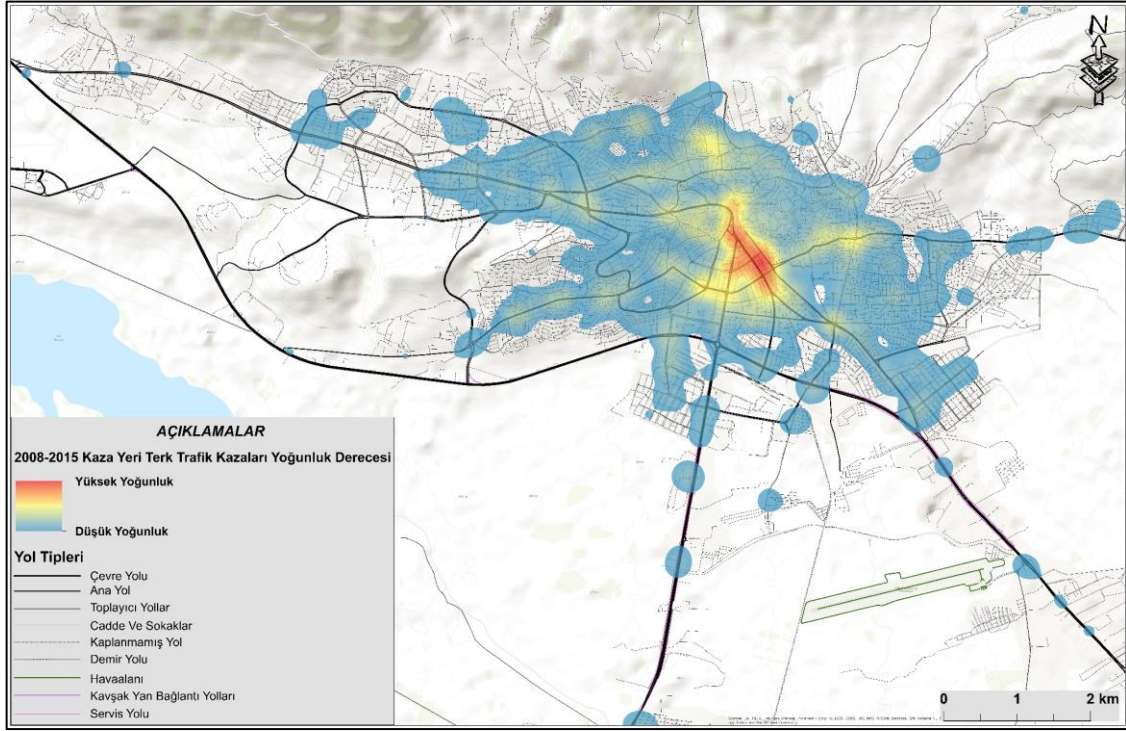 N
AÇIKLAMALAR
2008-2015 Kaza Yeri Terk Trafik Kazaları Yoğunluk Derecesi
Yüksek Yoğunluk
Düşük Yoğunluk
Yol Tipleri
Çevre Yolu
Ana Yol
Toplayıcı Yollar
Cadde Ve Sokaklar
Kaplanmamış Yol
Demir Yolu
Havaalanı
Kavşak Yan Bağlantı Yolları
Servis Yolu
0 1 2 km